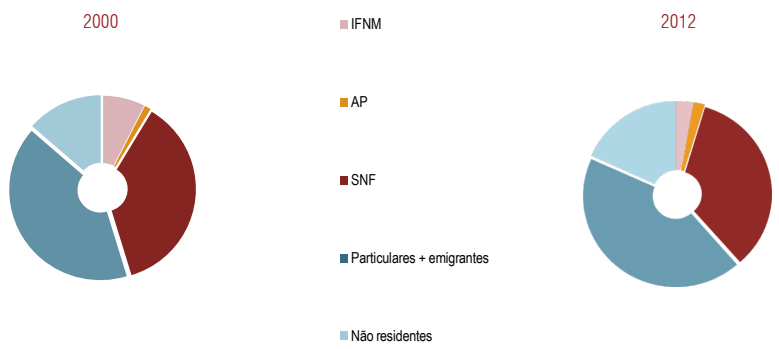 2000
IFNM
2012
AP
SNF
Particulares + emigrantes
Não residentes